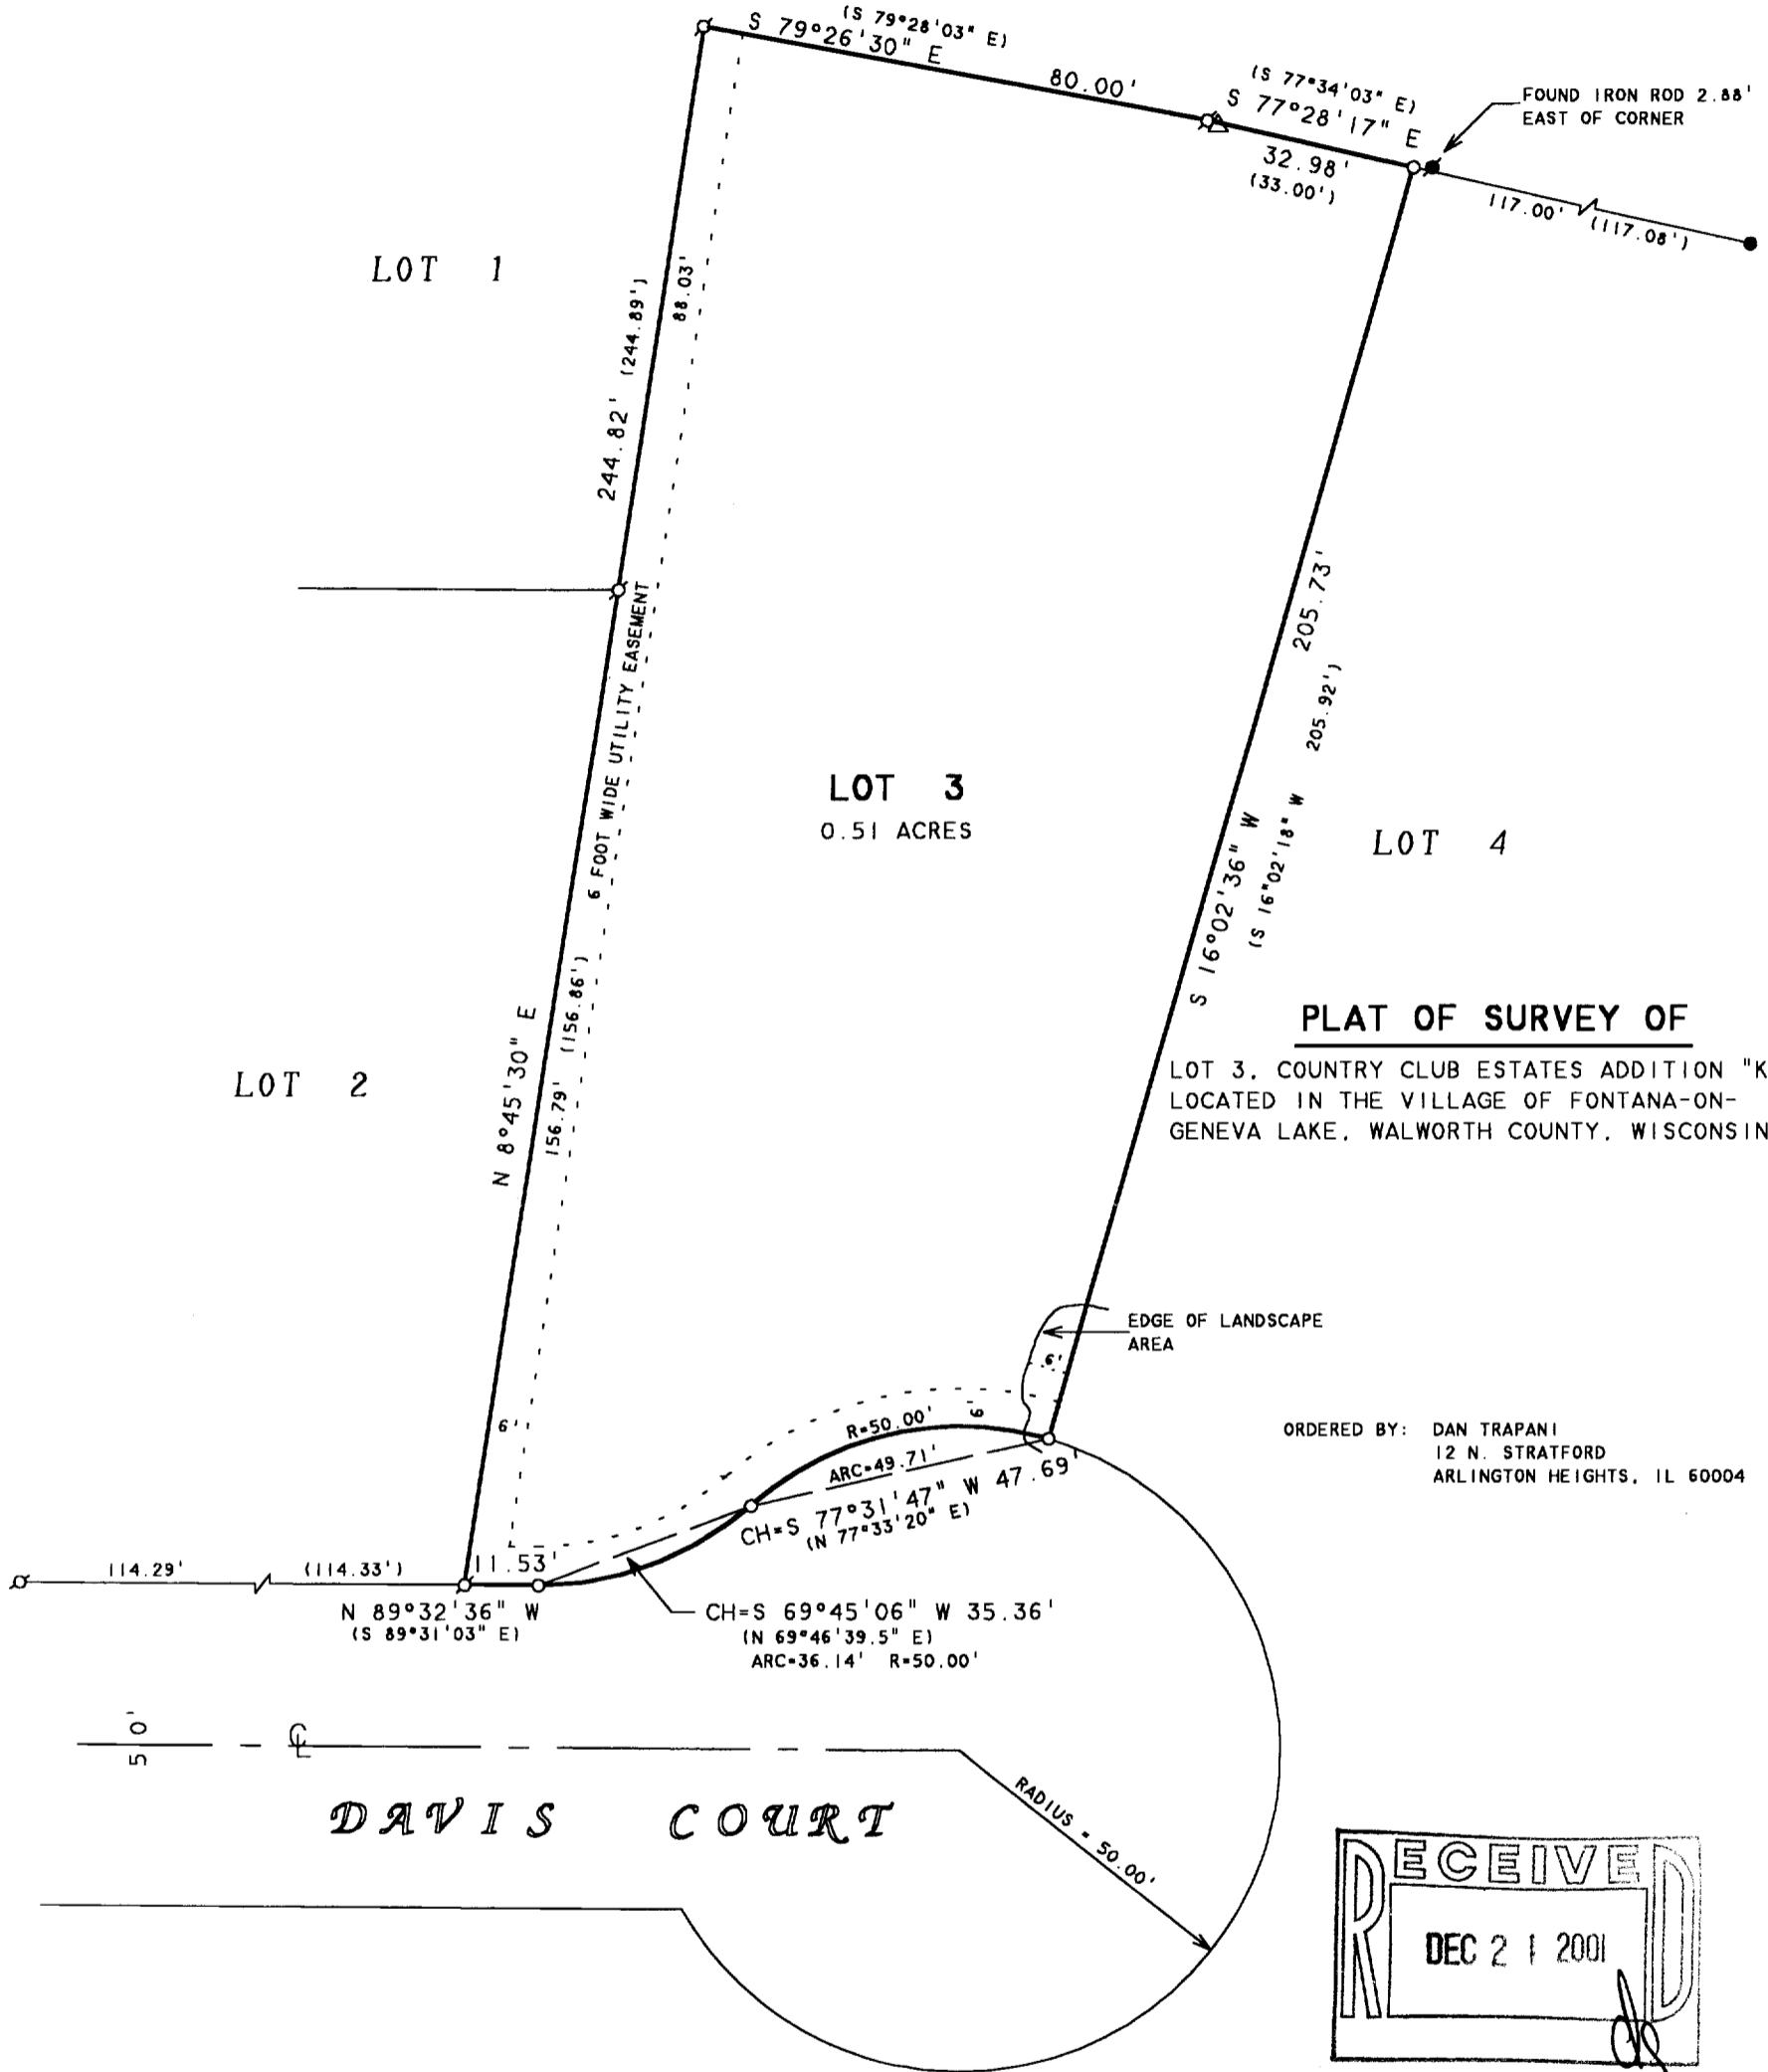 (S 79°28'03" E)
S 79°26'30" E
80.00'
(S 77°34'03" E)
S 77°28'17" E
32.98'
(33.00')
FOUND IRON ROD 2.88'
EAST OF CORNER
117.00' (117.08')
LOT 1
244.82' (244.89')
88.03'
6 FOOT WIDE UTILITY EASEMENT
LOT 3
0.51 ACRES
S 16°02'36" W 205.73'
(S 16°02'18" W 205.92')
LOT 4
LOT 2
N 8°45'30" E
156.79' (156.86')
PLAT OF SURVEY OF
LOT 3, COUNTRY CLUB ESTATES ADDITION "K
LOCATED IN THE VILLAGE OF FONTANA-ON-
GENEVA LAKE, WALWORTH COUNTY, WISCONSIN
EDGE OF LANDSCAPE
AREA
6'
6'
6'
R=50.00'
ARC=49.71'
CH=S 77°31'47" W 47.69'
(N 77°33'20" E)
ORDERED BY: DAN TRAPANI
12 N. STRATFORD
ARLINGTON HEIGHTS, IL 60004
114.29' (114.33')
11.53'
N 89°32'36" W
(S 89°31'03" E)
CH=S 69°45'06" W 35.36'
(N 69°46'39.5" E)
ARC=36.14' R=50.00'
50'
CL
DAVIS COURT
RADIUS = 50.00'
RECEIVED
DEC 21 2001